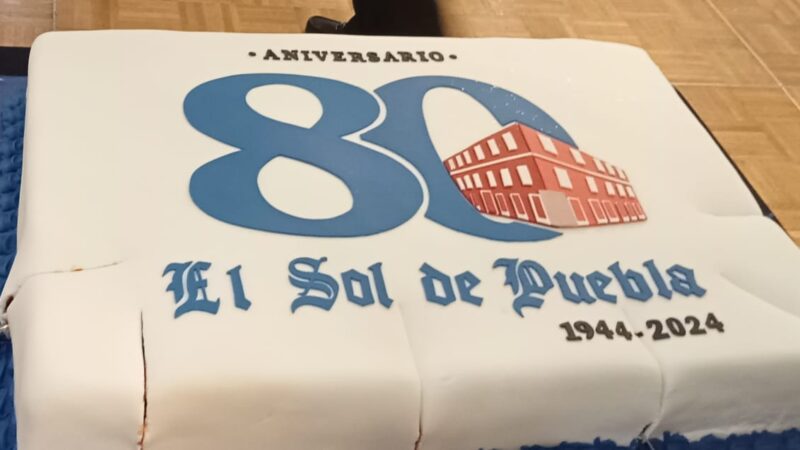 • ANIVERSARIO •
80
El Sol de Puebla
1944-2024